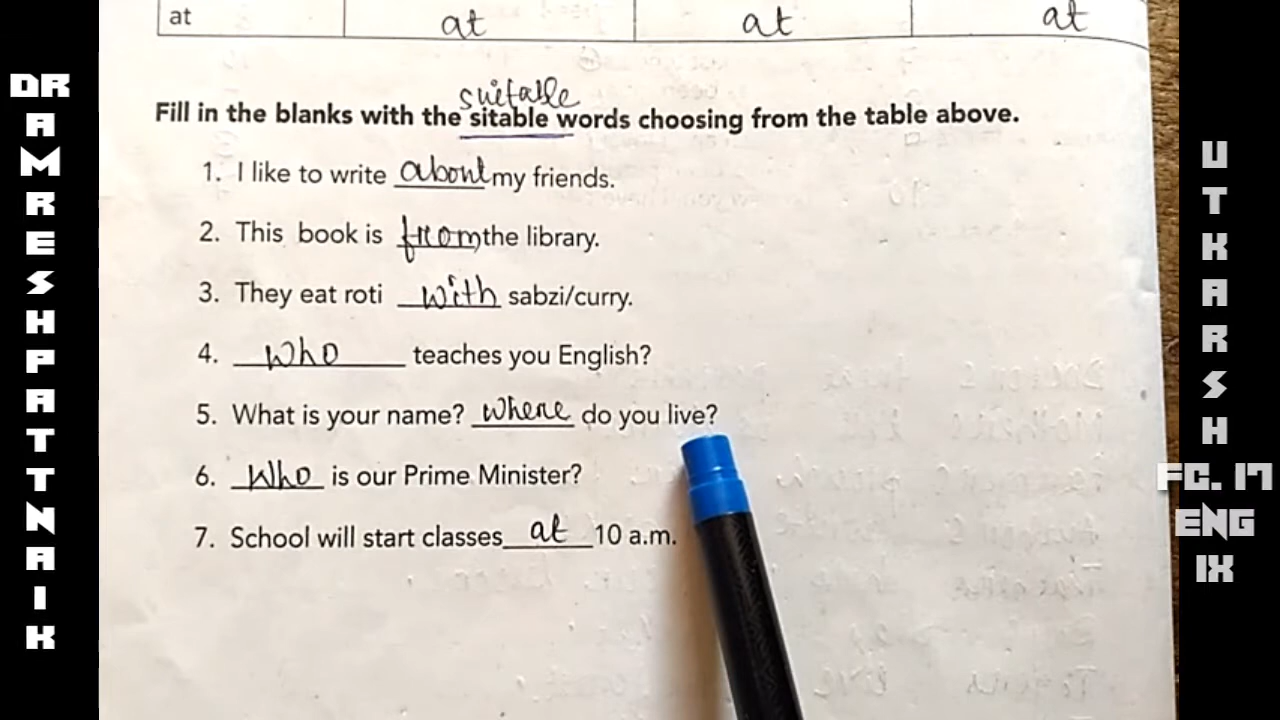 at at at at
suitable
Fill in the blanks with the sitable words choosing from the table above.
1. I like to write about my friends.
2. This book is from the library.
3. They eat roti with sabzi/curry.
4. Who teaches you English?
5. What is your name? where do you live?
6. Who is our Prime Minister?
7. School will start classes at 10 a.m.
DR AMRESH PATTNAIK
UTKARSH
FC. 17
ENG
IX